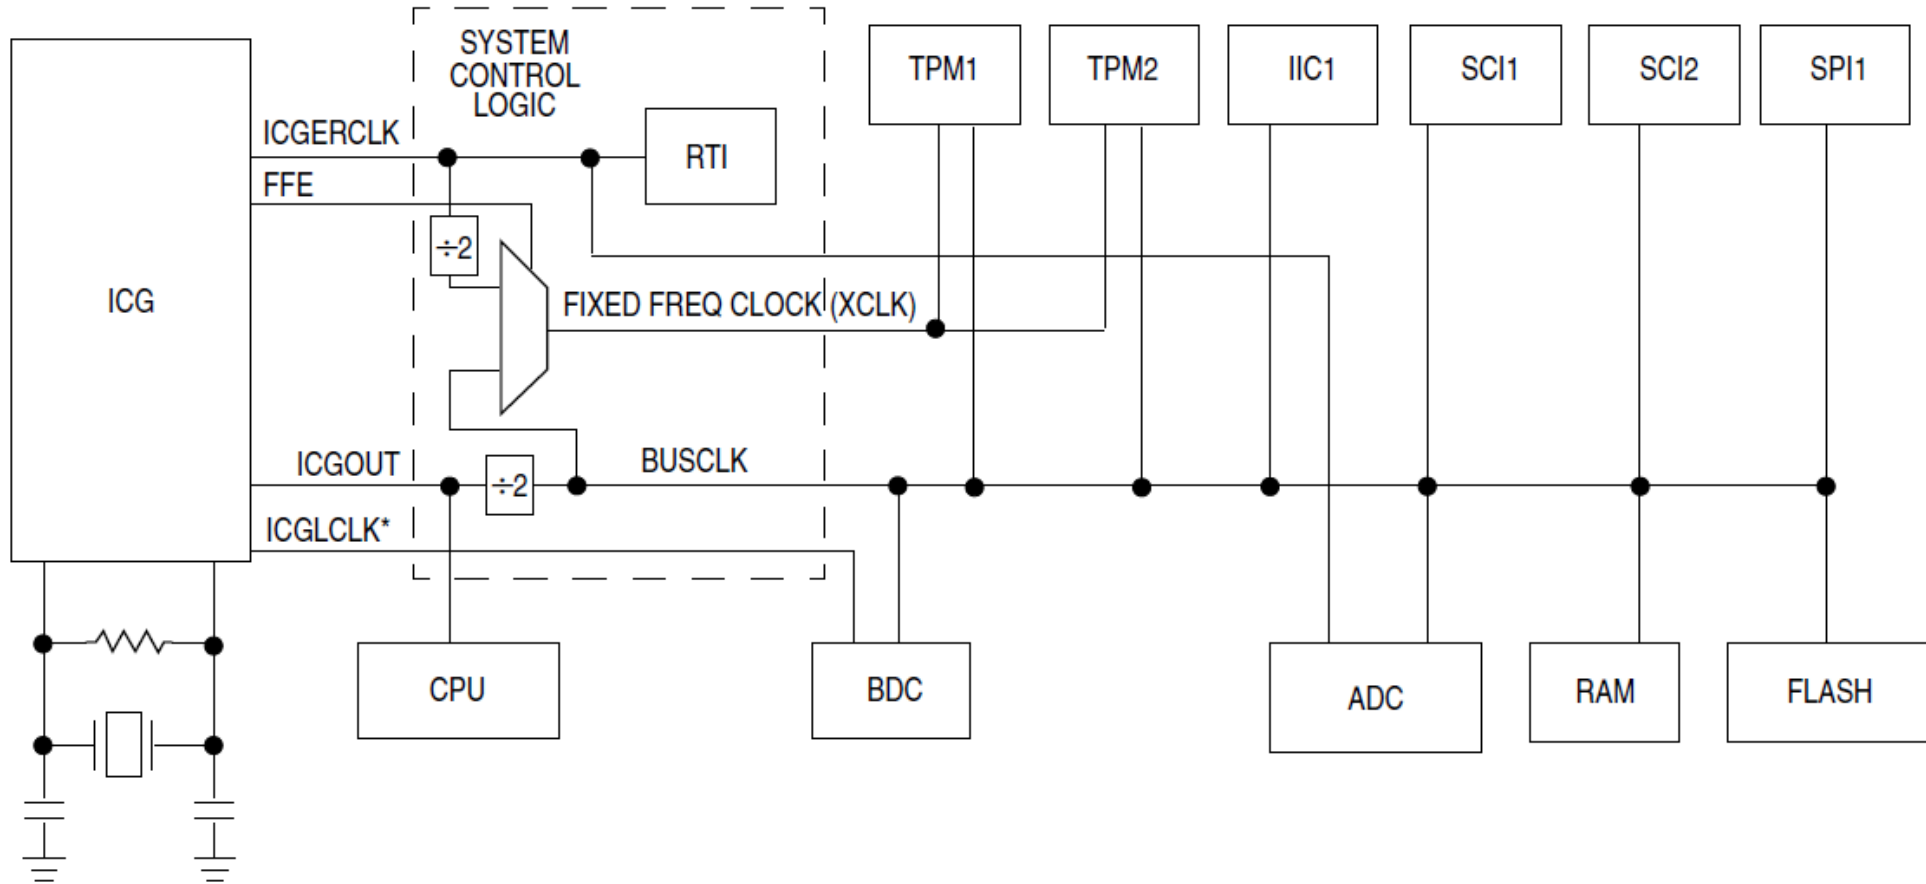 SYSTEM
CONTROL
LOGIC
TPM1
TPM2
IIC1
SCI1
SCI2
SPI1
ICGERCLK
RTI
FFE
÷2
ICG
FIXED FREQ CLOCK (XCLK)
ICGOUT
÷2
BUSCLK
ICGLCLK*
CPU
BDC
ADC
RAM
FLASH